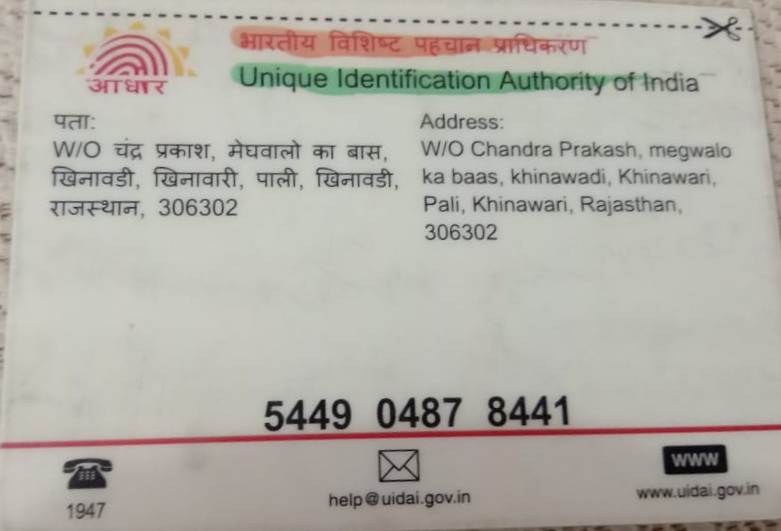 भारतीय विशिष्ट पहचान प्राधिकरण
Unique Identification Authority of India
आधार
पता:
W/O चंद्र प्रकाश, मेघवालो का बास,
खिनावडी, खिनावारी, पाली, खिनावडी,
राजस्थान, 306302
Address:
W/O Chandra Prakash, megwalo
ka baas, khinawadi, Khinawari,
Pali, Khinawari, Rajasthan,
306302
5449 0487 8441
1947
help@uidai.gov.in
WWW
www.uidai.gov.in